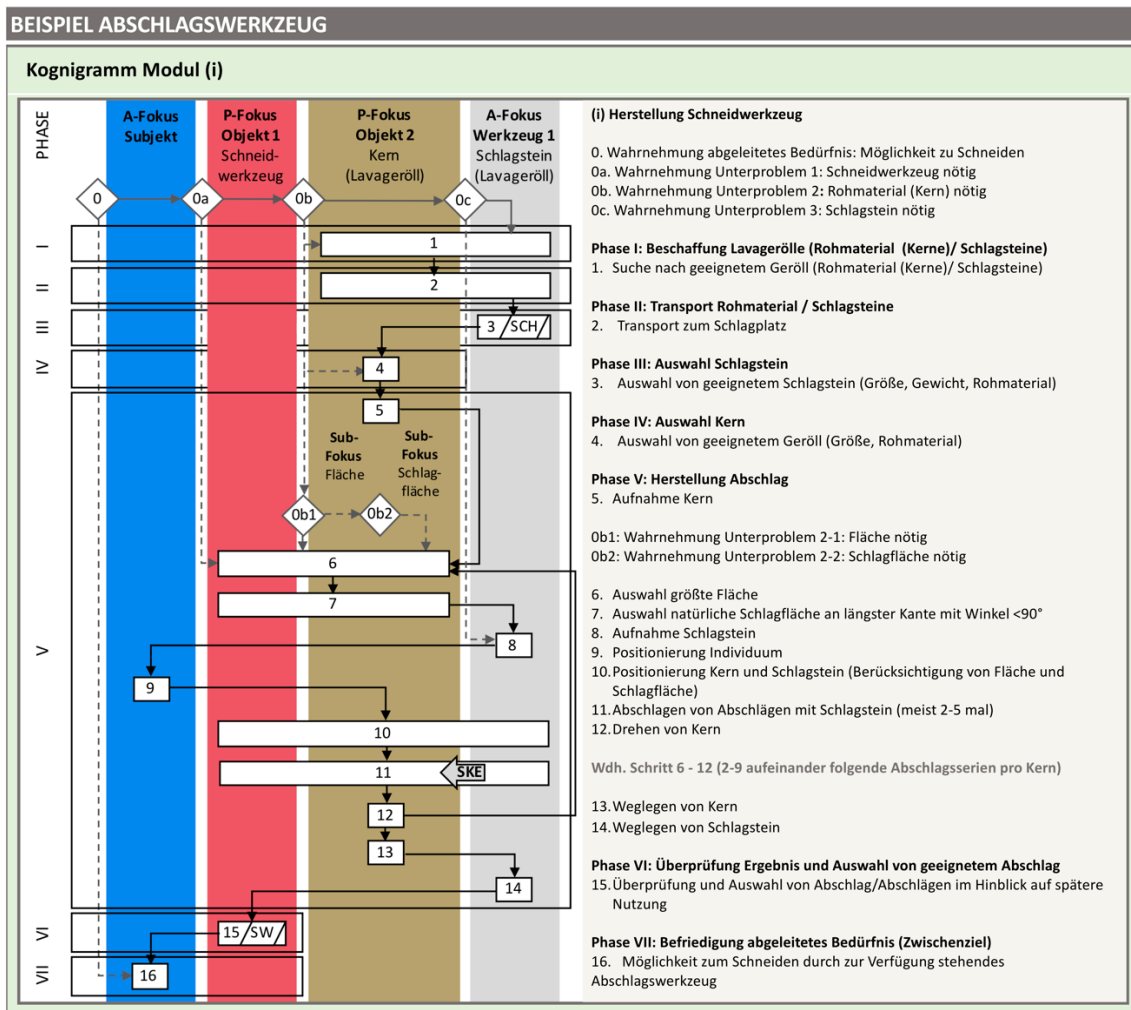 BEISPIEL ABSCHLAGSWERKZEUG
Kognigramm Modul (i)
PHASE
A-Fokus
Subjekt
P-Fokus
Objekt 1
Schneid-
werkzeug
P-Fokus
Objekt 2
Kern
(Lavageröll)
A-Fokus
Werkzeug 1
Schlagstein
(Lavageröll)
0
0a
0b
0c
I
1
II
2
III
3 /SCH/
IV
4
5
Sub-
Fokus
Fläche
Sub-
Fokus
Schlag-
fläche
0b1
0b2
6
7
V
8
9
10
11
SKE
12
13
14
VI
15/SW/
VII
16
(i) Herstellung Schneidwerkzeug
0. Wahrnehmung abgeleitetes Bedürfnis: Möglichkeit zu Schneiden
0a. Wahrnehmung Unterproblem 1: Schneidwerkzeug nötig
0b. Wahrnehmung Unterproblem 2: Rohmaterial (Kern) nötig
0c. Wahrnehmung Unterproblem 3: Schlagstein nötig
Phase I: Beschaffung Lavagerölle (Rohmaterial (Kerne)/ Schlagsteine)
1. Suche nach geeignetem Geröll (Rohmaterial (Kerne)/ Schlagsteine)
Phase II: Transport Rohmaterial / Schlagsteine
2. Transport zum Schlagplatz
Phase III: Auswahl Schlagstein
3. Auswahl von geeignetem Schlagstein (Größe, Gewicht, Rohmaterial)
Phase IV: Auswahl Kern
4. Auswahl von geeignetem Geröll (Größe, Rohmaterial)
Phase V: Herstellung Abschlag
5. Aufnahme Kern
0b1: Wahrnehmung Unterproblem 2-1: Fläche nötig
0b2: Wahrnehmung Unterproblem 2-2: Schlagfläche nötig
6. Auswahl größte Fläche
7. Auswahl natürliche Schlagfläche an längster Kante mit Winkel <90°
8. Aufnahme Schlagstein
9. Positionierung Individuum
10.Positionierung Kern und Schlagstein (Berücksichtigung von Fläche und
Schlagfläche)
11.Abschlagen von Abschlägen mit Schlagstein (meist 2-5 mal)
12.Drehen von Kern
Wdh. Schritt 6 - 12 (2-9 aufeinander folgende Abschlagsserien pro Kern)
13.Weglegen von Kern
14.Weglegen von Schlagstein
Phase VI: Überprüfung Ergebnis und Auswahl von geeignetem Abschlag
15.Überprüfung und Auswahl von Abschlag/Abschlägen im Hinblick auf spätere
Nutzung
Phase VII: Befriedigung abgeleitetes Bedürfnis (Zwischenziel)
16. Möglichkeit zum Schneiden durch zur Verfügung stehendes
Abschlagswerkzeug